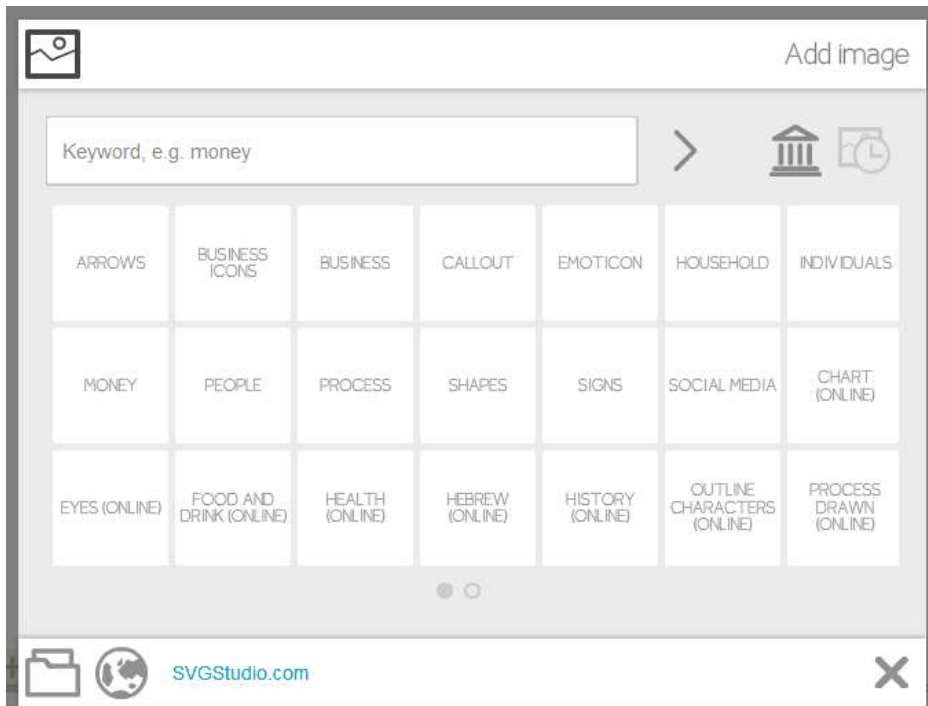 Add image
Keyword, e.g. money
ARROWS
BUSINESS
ICONS
BUSINESS
CALLOUT
EMOTICON
HOUSEHOLD
INDIVIDUALS
MONEY
PEOPLE
PROCESS
SHAPES
SIGNS
SOCIAL MEDIA
CHART
(ONLINE)
EYES (ONLINE)
FOOD AND
DRINK (ONLINE)
HEALTH
(ONLINE)
HEBREW
(ONLINE)
HISTORY
(ONLINE)
OUTLINE
CHARACTERS
(ONLINE)
PROCESS
DRAWN
(ONLINE)
SVGStudio.com